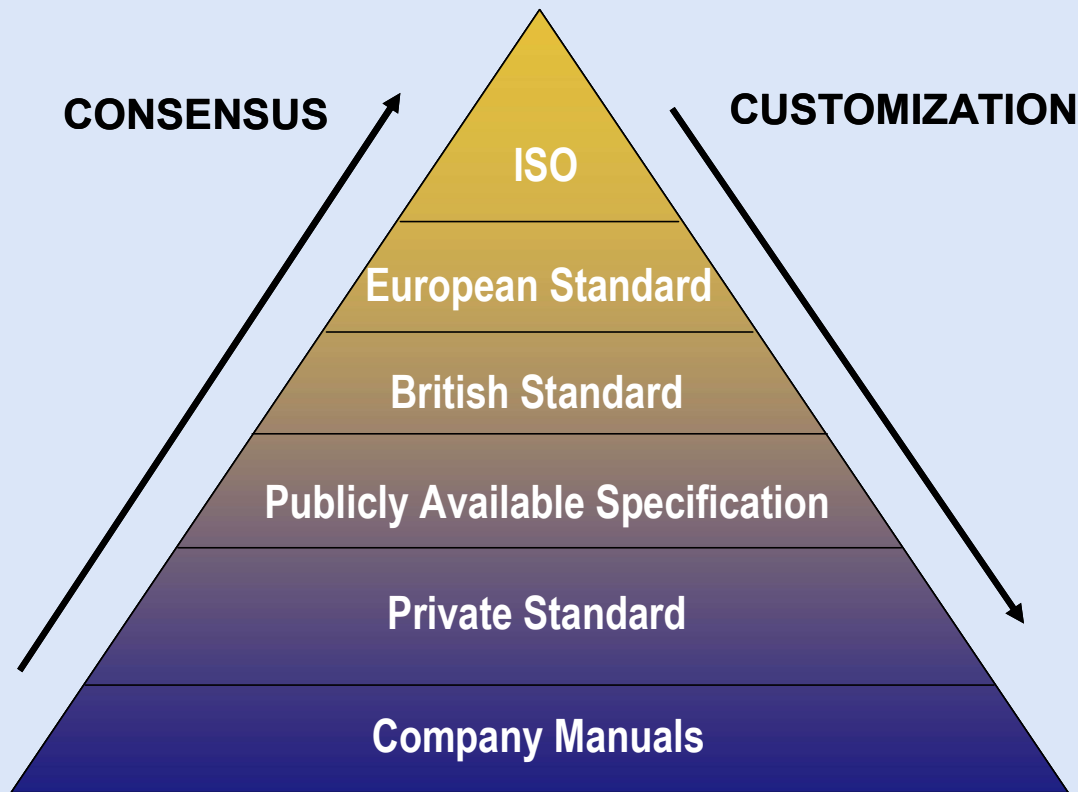 CONSENSUS
CUSTOMIZATION
ISO
European Standard
British Standard
Publicly Available Specification
Private Standard
Company Manuals